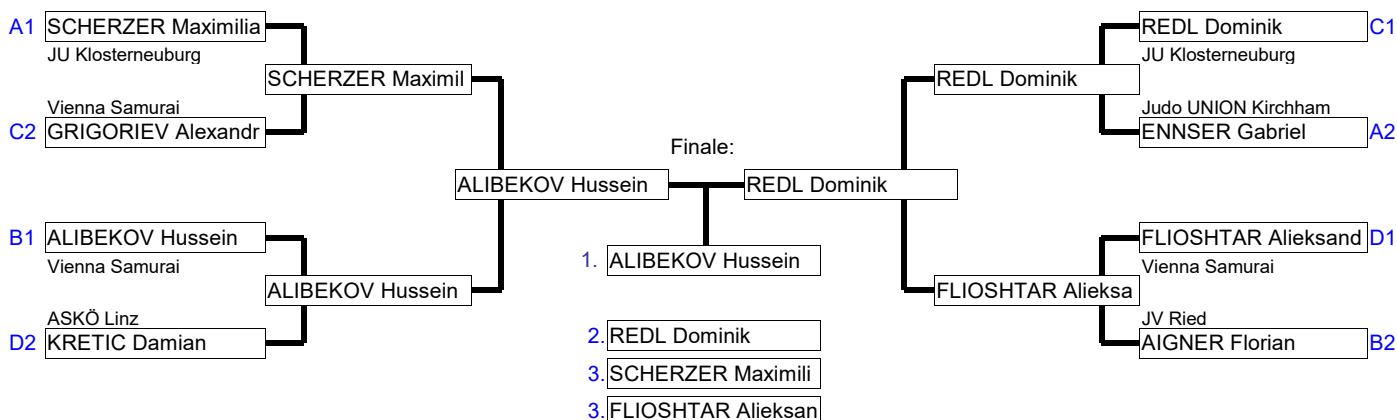 A1 SCHERZER Maximilia
JU Klosterneuburg
SCHERZER Maximil
Vienna Samurai
C2 GRIGORIEV Alexandr
ALIBEKOV Hussein
B1 ALIBEKOV Hussein
Vienna Samurai
ALIBEKOV Hussein
ASKÖ Linz
D2 KRETIC Damian
Finale:
1. ALIBEKOV Hussein
2. REDL Dominik
3. SCHERZER Maximili
3. FLIOSHTAR Alieksan
REDL Dominik C1
JU Klosterneuburg
REDL Dominik
Judo UNION Kirchham
ENNSER Gabriel A2
REDL Dominik
FLIOSHTAR Alieksand D1
Vienna Samurai
FLIOSHTAR Alieksa
JV Ried
AIGNER Florian B2